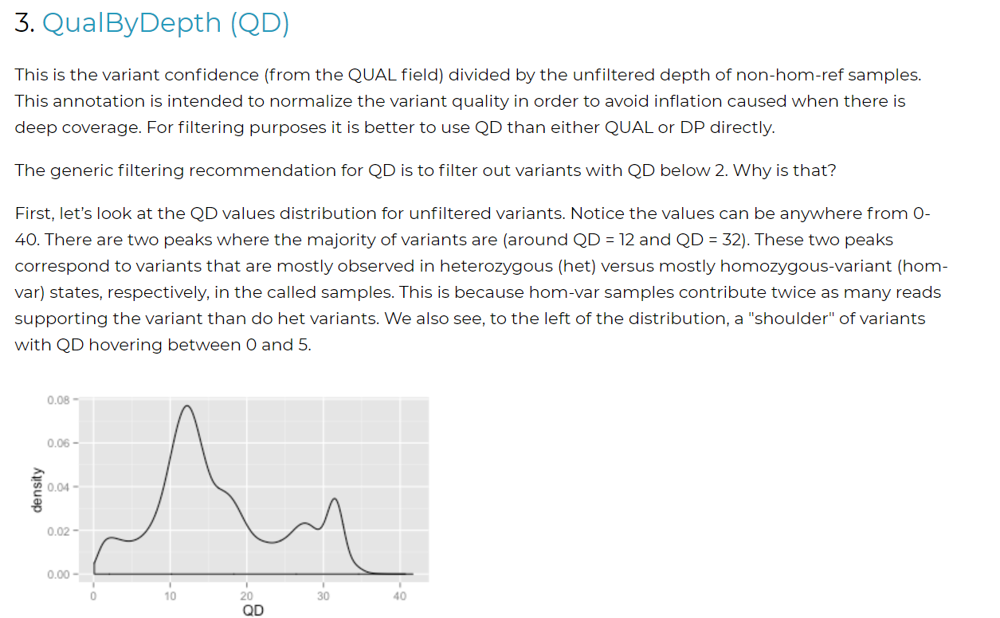 3. QualByDepth (QD)
This is the variant confidence (from the QUAL field) divided by the unfiltered depth of non-hom-ref samples.
This annotation is intended to normalize the variant quality in order to avoid inflation caused when there is
deep coverage. For filtering purposes it is better to use QD than either QUAL or DP directly.
The generic filtering recommendation for QD is to filter out variants with QD below 2. Why is that?
First, let’s look at the QD values distribution for unfiltered variants. Notice the values can be anywhere from 0-
40. There are two peaks where the majority of variants are (around QD = 12 and QD = 32). These two peaks
correspond to variants that are mostly observed in heterozygous (het) versus mostly homozygous-variant (hom-
var) states, respectively, in the called samples. This is because hom-var samples contribute twice as many reads
supporting the variant than do het variants. We also see, to the left of the distribution, a "shoulder" of variants
with QD hovering between 0 and 5.
0.08
0.06
0.04
0.02
0.00
density
0 10 20 30 40
QD